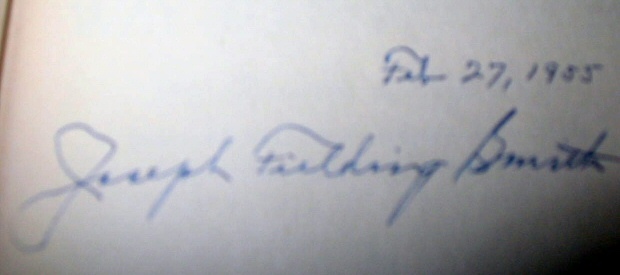 Feb 27, 1955
Joseph Fielding Smith